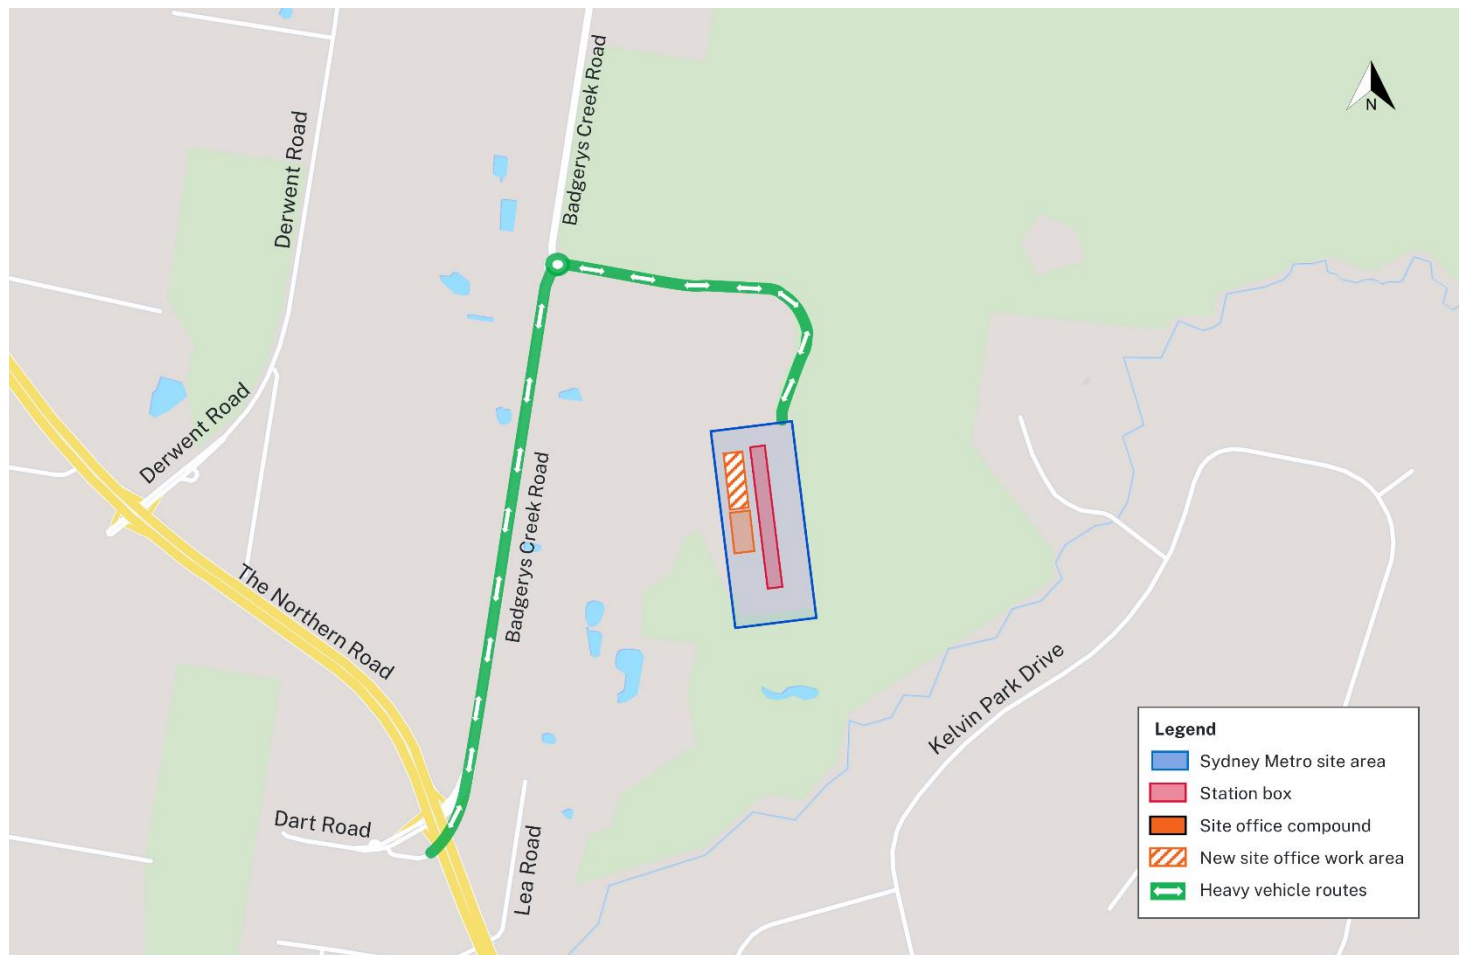 Badgerys Creek Road
N
Derwent Road
Derwent Road
Badgerys Creek Road
The Northern Road
Kelvin Park Drive
Dart Road
Lea Road
Legend
Sydney Metro site area
Station box
Site office compound
New site office work area
Heavy vehicle routes